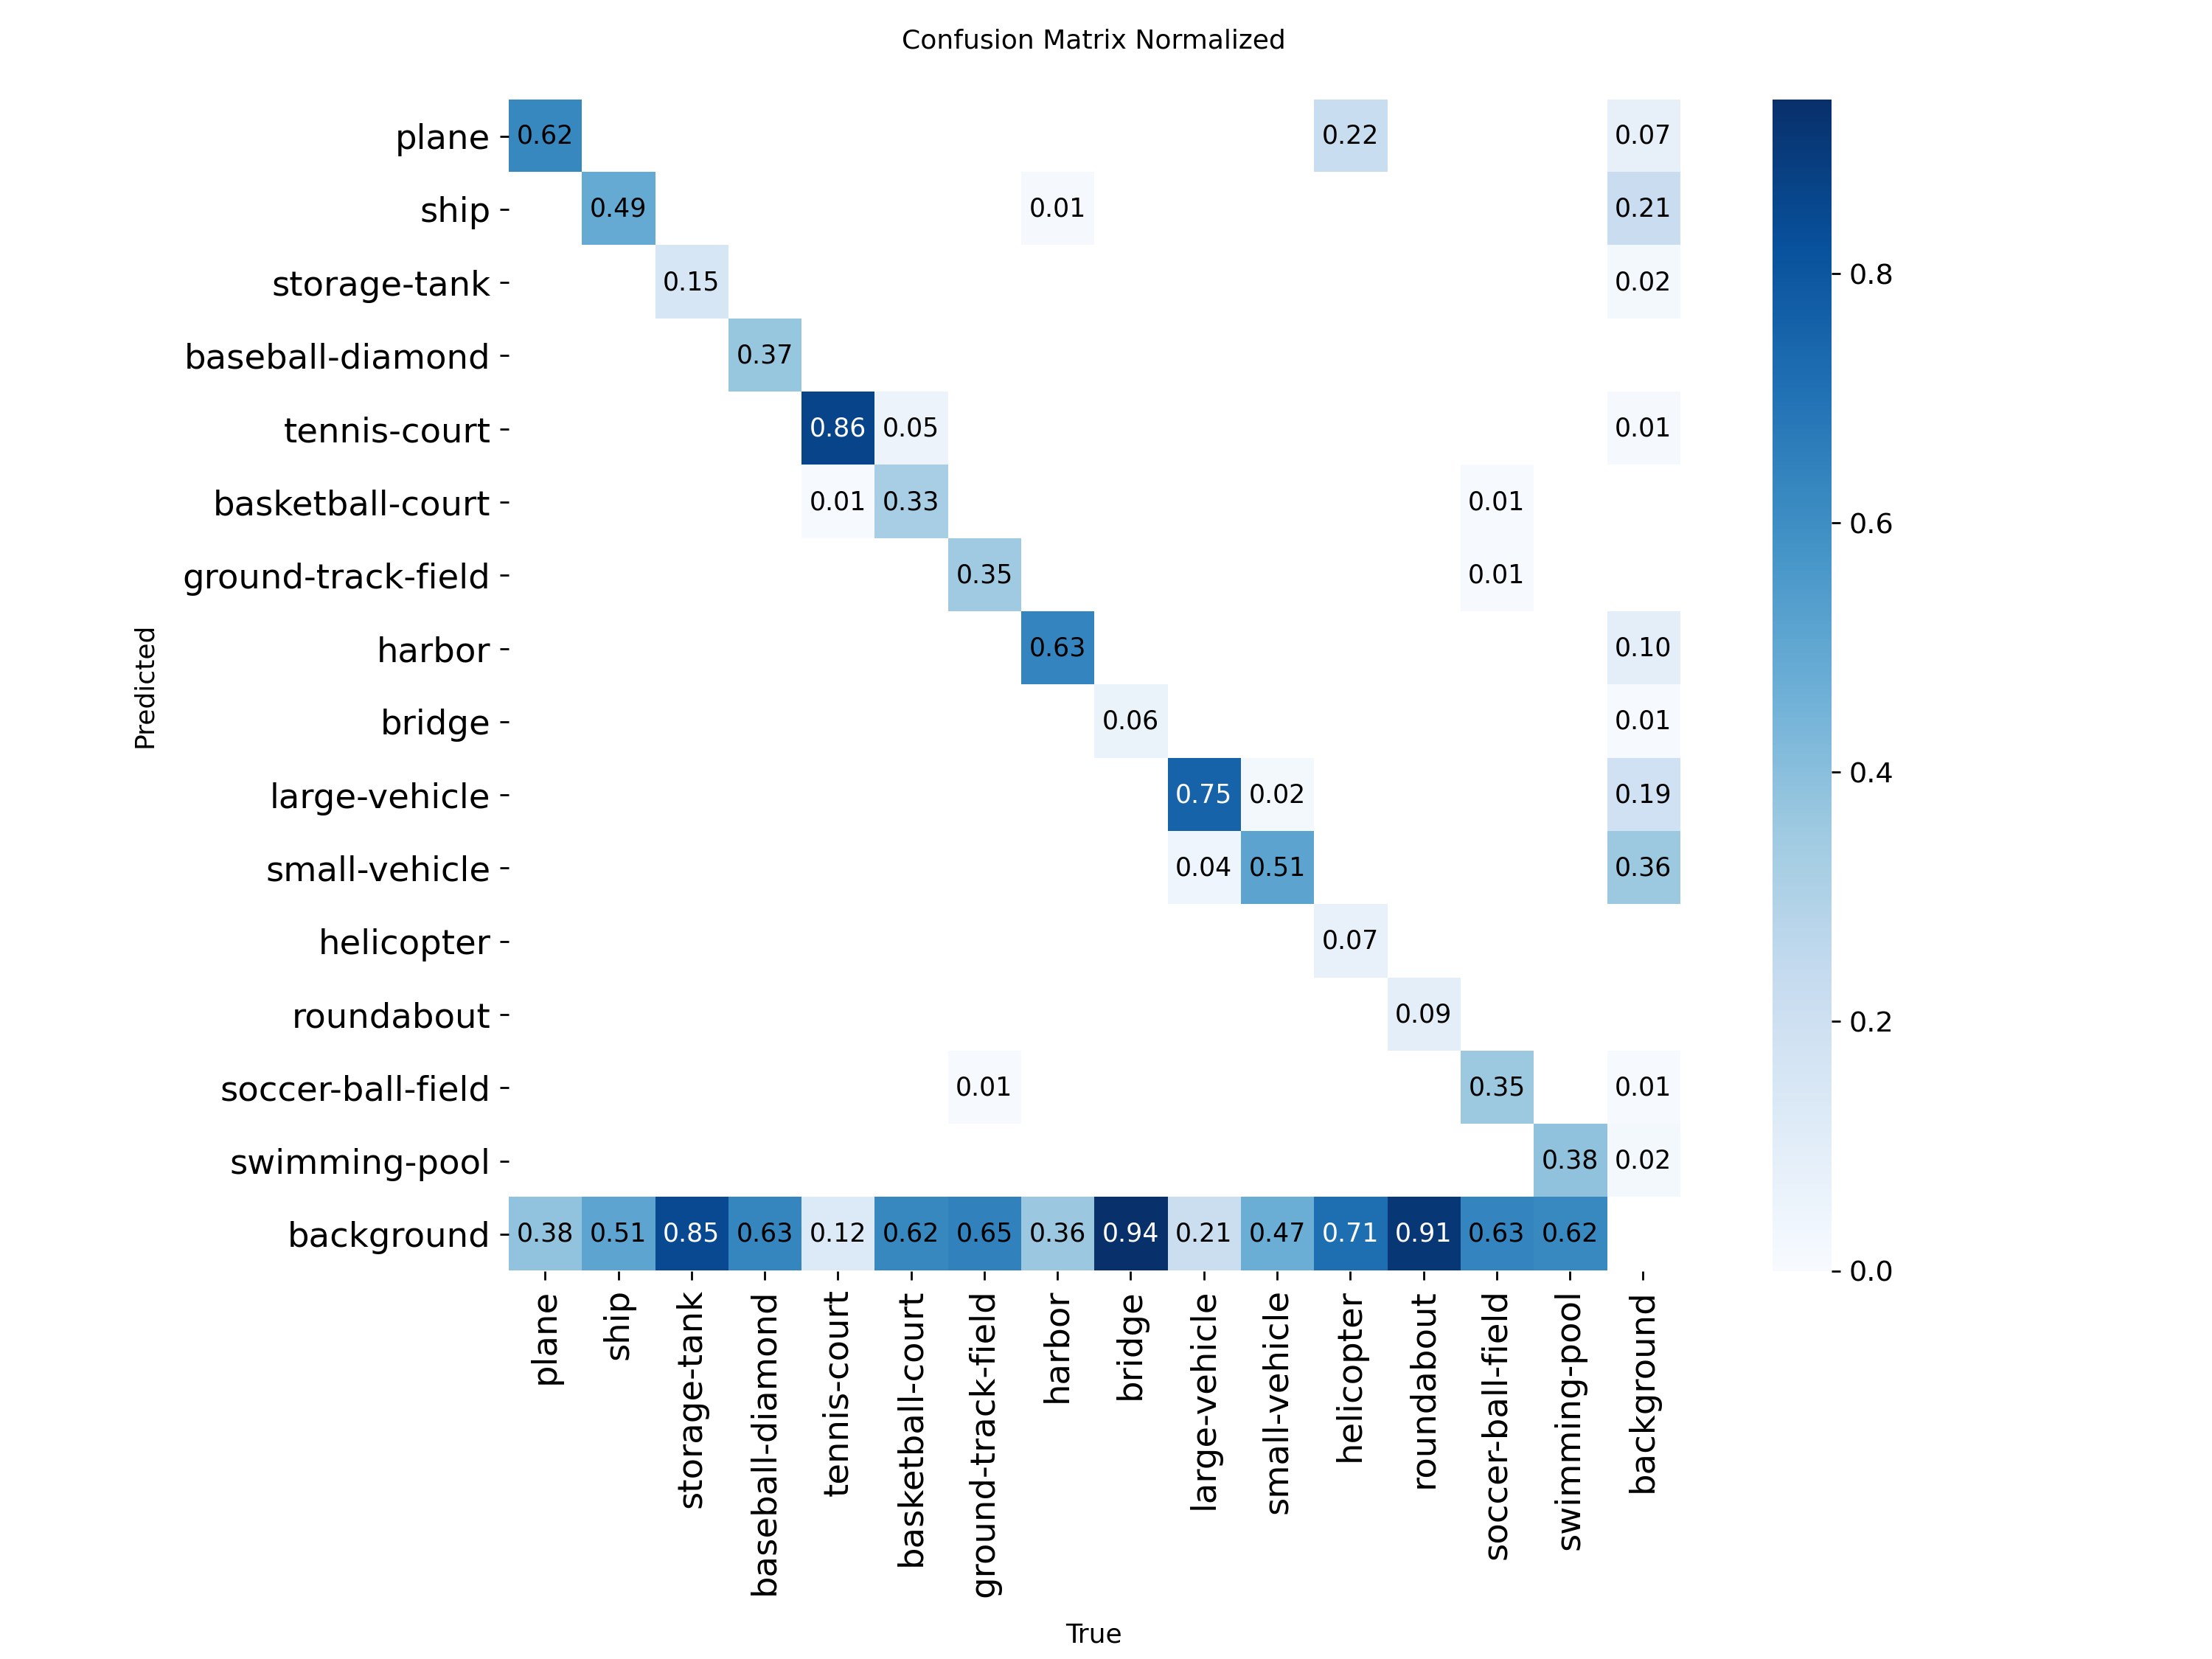 Confusion Matrix Normalized
plane 0.62 0.22 0.07
ship 0.49 0.01 0.21
storage-tank 0.15 0.02
baseball-diamond 0.37
tennis-court 0.86 0.05 0.01
basketball-court 0.01 0.33 0.01
ground-track-field 0.35 0.01
harbor 0.63 0.10
bridge 0.06 0.01
large-vehicle 0.75 0.02 0.19
small-vehicle 0.04 0.51 0.36
helicopter 0.07
roundabout 0.09
soccer-ball-field 0.01 0.35 0.01
swimming-pool 0.38 0.02
background 0.38 0.51 0.85 0.63 0.12 0.62 0.65 0.36 0.94 0.21 0.47 0.71 0.91 0.63 0.62
Predicted
plane
ship
storage-tank
baseball-diamond
tennis-court
basketball-court
ground-track-field
harbor
bridge
large-vehicle
small-vehicle
helicopter
roundabout
soccer-ball-field
swimming-pool
background
True
0.8
0.6
0.4
0.2
0.0